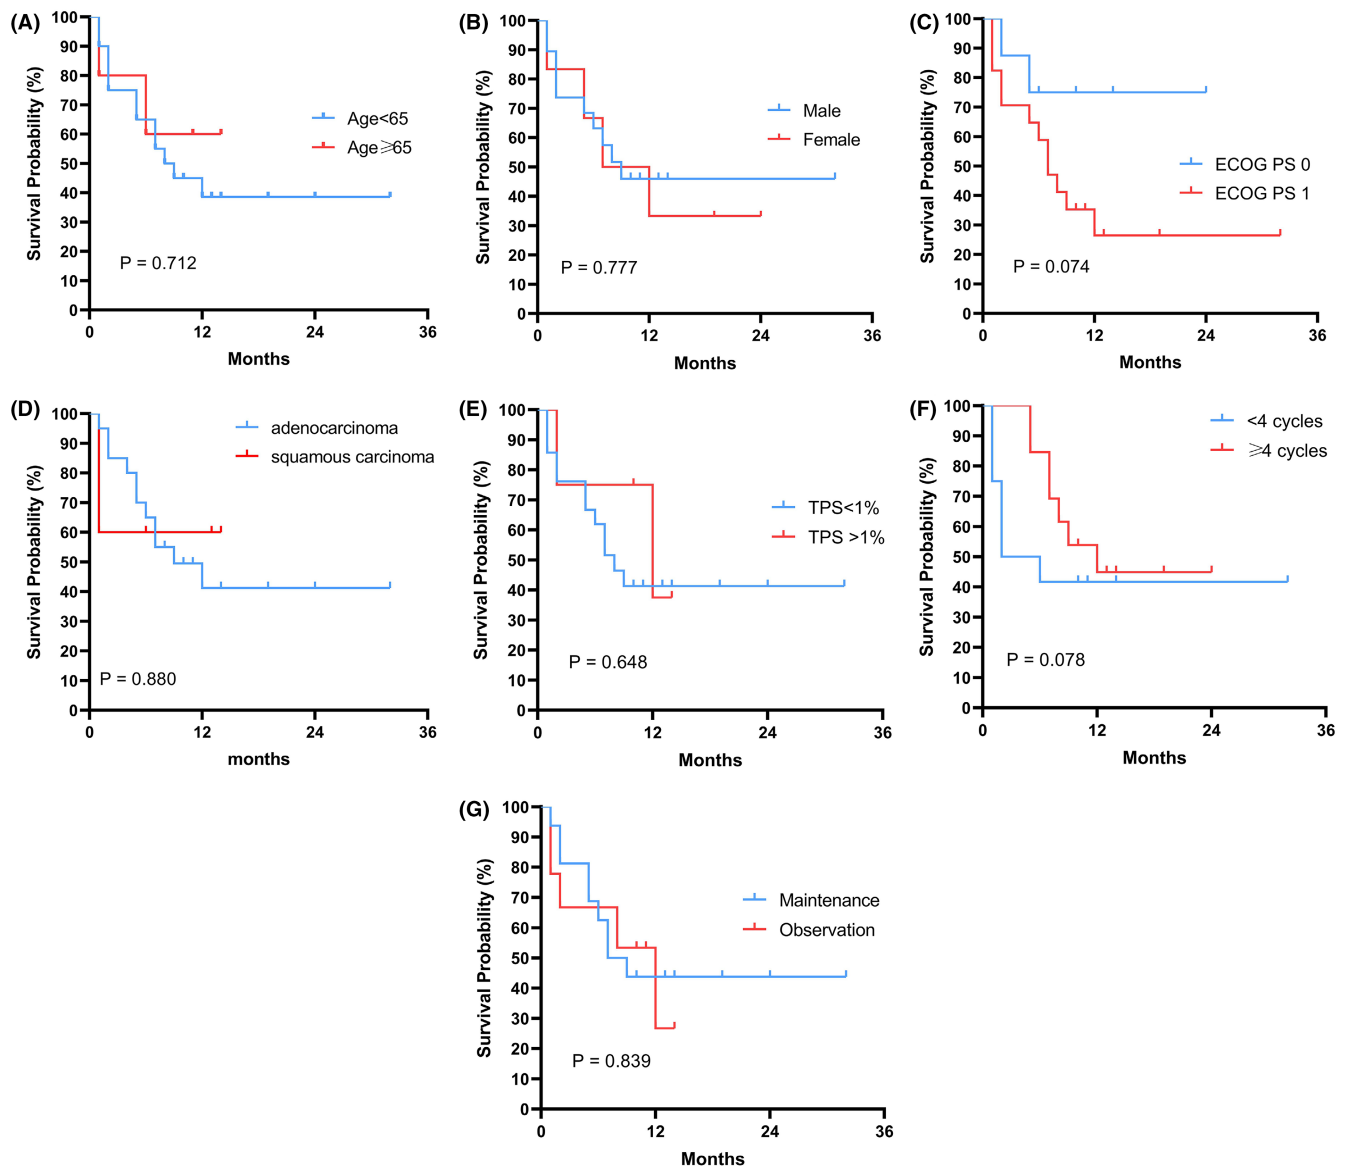 (A)
Survival Probability (%)
100
90
80
70
60
50
40
30
20
10
0
Age<65
Age⩾65
P = 0.712
0 12 24 36
Months
(B)
Survival Probability (%)
100
90
80
70
60
50
40
30
20
10
0
Male
Female
P = 0.777
0 12 24 36
Months
(C)
Survival Probability (%)
100
90
80
70
60
50
40
30
20
10
0
ECOG PS 0
ECOG PS 1
P = 0.074
0 12 24 36
Months
(D)
Survival Probability (%)
100
90
80
70
60
50
40
30
20
10
0
adenocarcinoma
squamous carcinoma
P = 0.880
0 12 24 36
months
(E)
Survival Probability (%)
100
90
80
70
60
50
40
30
20
10
0
TPS<1%
TPS >1%
P = 0.648
0 12 24 36
Months
(F)
Survival Probability (%)
100
90
80
70
60
50
40
30
20
10
0
<4 cycles
⩾4 cycles
P = 0.078
0 12 24 36
Months
(G)
Survival Probability (%)
100
90
80
70
60
50
40
30
20
10
0
Maintenance
Observation
P = 0.839
0 12 24 36
Months